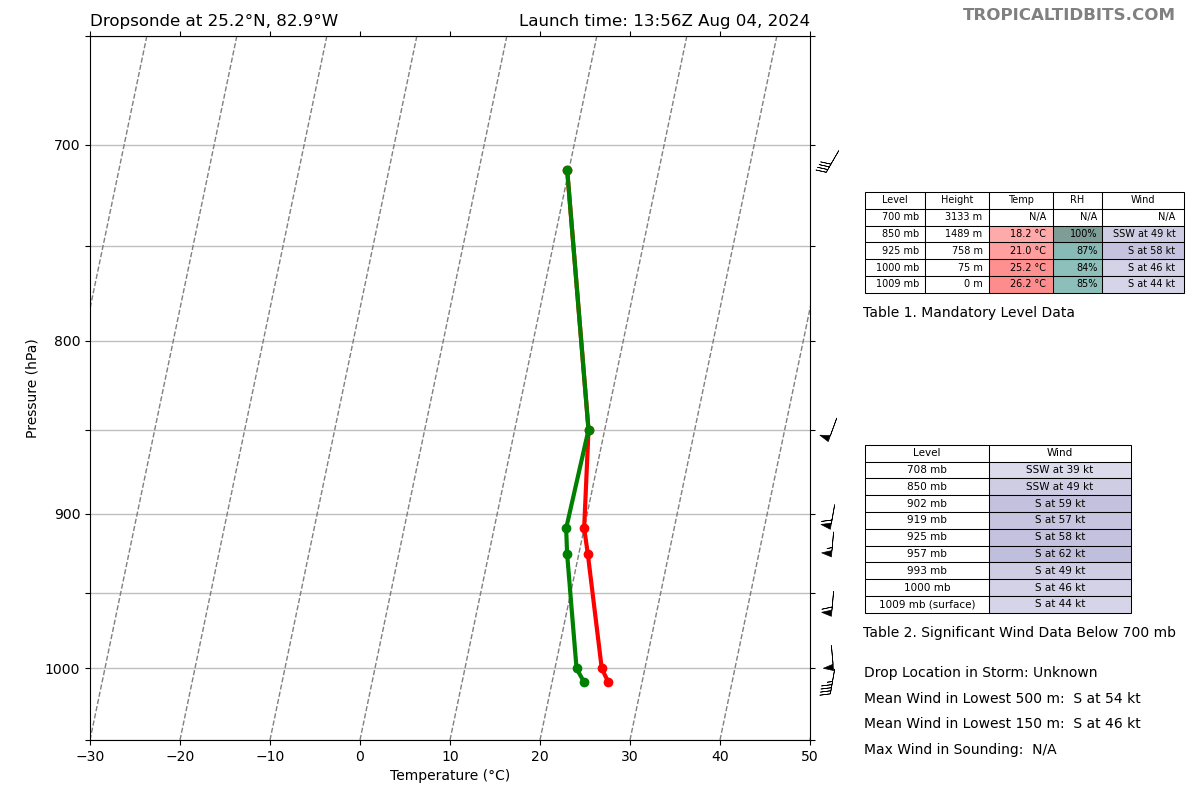 Dropsonde at 25.2°N, 82.9°W
Launch time: 13:56Z Aug 04, 2024
TROPICALTIDBITS.COM
Pressure (hPa)
700
800
900
1000
−30 −20 −10 0 10 20 30 40 50
Temperature (°C)
Level Height Temp RH Wind
700 mb 3133 m N/A N/A N/A
850 mb 1489 m 18.2 °C 100% SSW at 49 kt
925 mb 758 m 21.0 °C 87% S at 58 kt
1000 mb 75 m 25.2 °C 84% S at 46 kt
1009 mb 0 m 26.2 °C 85% S at 44 kt
Table 1. Mandatory Level Data
Level Wind
708 mb SSW at 39 kt
850 mb SSW at 49 kt
902 mb S at 59 kt
919 mb S at 57 kt
925 mb S at 58 kt
957 mb S at 62 kt
993 mb S at 49 kt
1000 mb S at 46 kt
1009 mb (surface) S at 44 kt
Table 2. Significant Wind Data Below 700 mb
Drop Location in Storm: Unknown
Mean Wind in Lowest 500 m:  S at 54 kt
Mean Wind in Lowest 150 m:  S at 46 kt
Max Wind in Sounding:  N/A